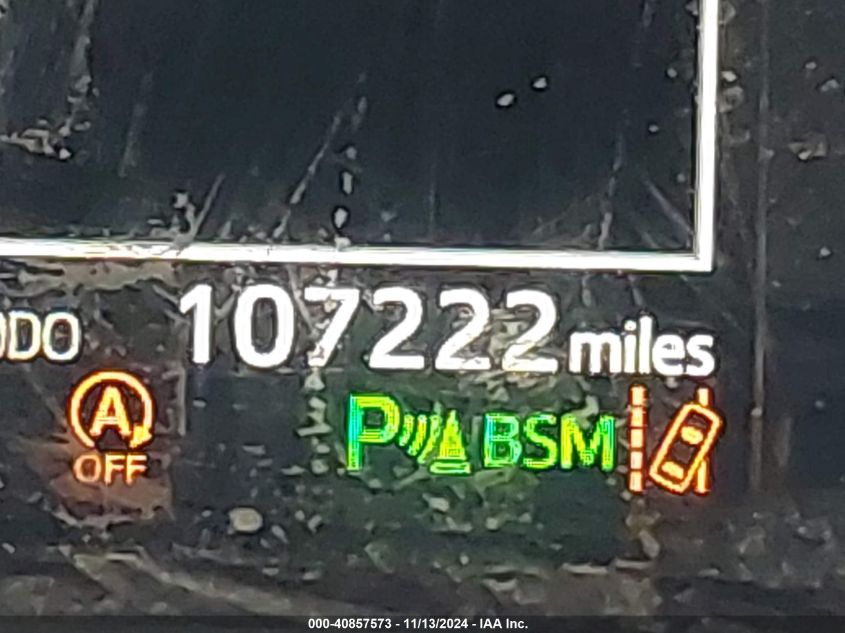 ODO 107222 miles
A
OFF P BSM
000-40857573 - 11/13/2024 - IAA Inc.